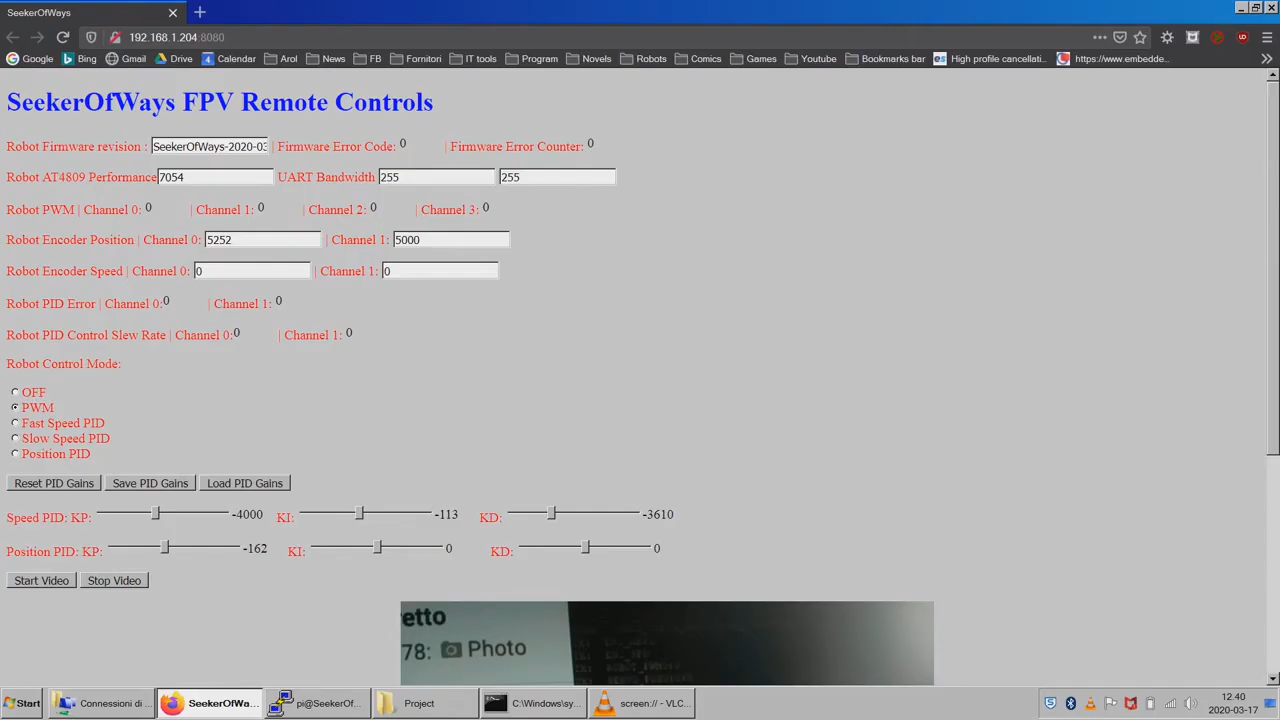 SeekerOfWays
192.168.1.204:8080
Google Bing Gmail Drive Calendar Arol News FB Fornitori IT tools Program Novels Robots Comics Games Youtube Bookmarks bar High profile cancellati... https://www.embedde...
SeekerOfWays FPV Remote Controls
Robot Firmware revision : SeekerOfWays-2020-03 | Firmware Error Code: 0 | Firmware Error Counter: 0
Robot AT4809 Performance 7054 UART Bandwidth 255 255
Robot PWM | Channel 0: 0 | Channel 1: 0 | Channel 2: 0 | Channel 3: 0
Robot Encoder Position | Channel 0: 5252 | Channel 1: 5000
Robot Encoder Speed | Channel 0: 0 | Channel 1: 0
Robot PID Error | Channel 0: 0 | Channel 1: 0
Robot PID Control Slew Rate | Channel 0: 0 | Channel 1: 0
Robot Control Mode:
OFF
PWM
Fast Speed PID
Slow Speed PID
Position PID
Reset PID Gains Save PID Gains Load PID Gains
Speed PID: KP: -4000 KI: -113 KD: -3610
Position PID: KP: -162 KI: 0 KD: 0
Start Video Stop Video
etto
78: Photo
Start Connessioni di ... SeekerOfWa... pi@SeekerOf... Project C:\Windows\sy... screen:// - VLC... 12.40
2020-03-17